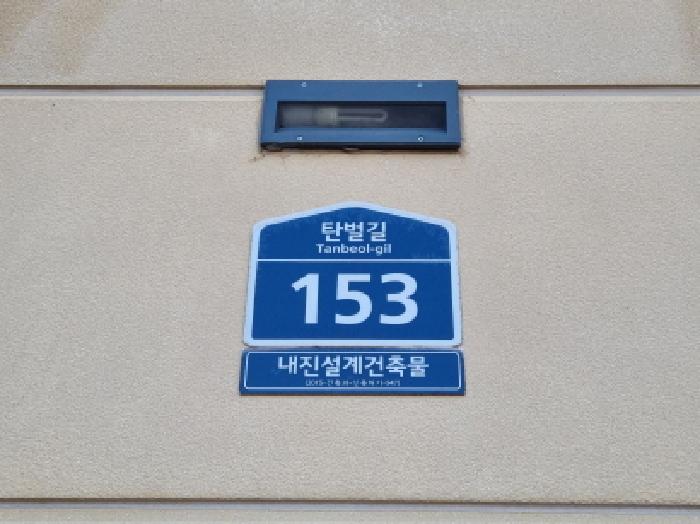 탄벌길
Tanbeol-gil
153
내진설계건축물